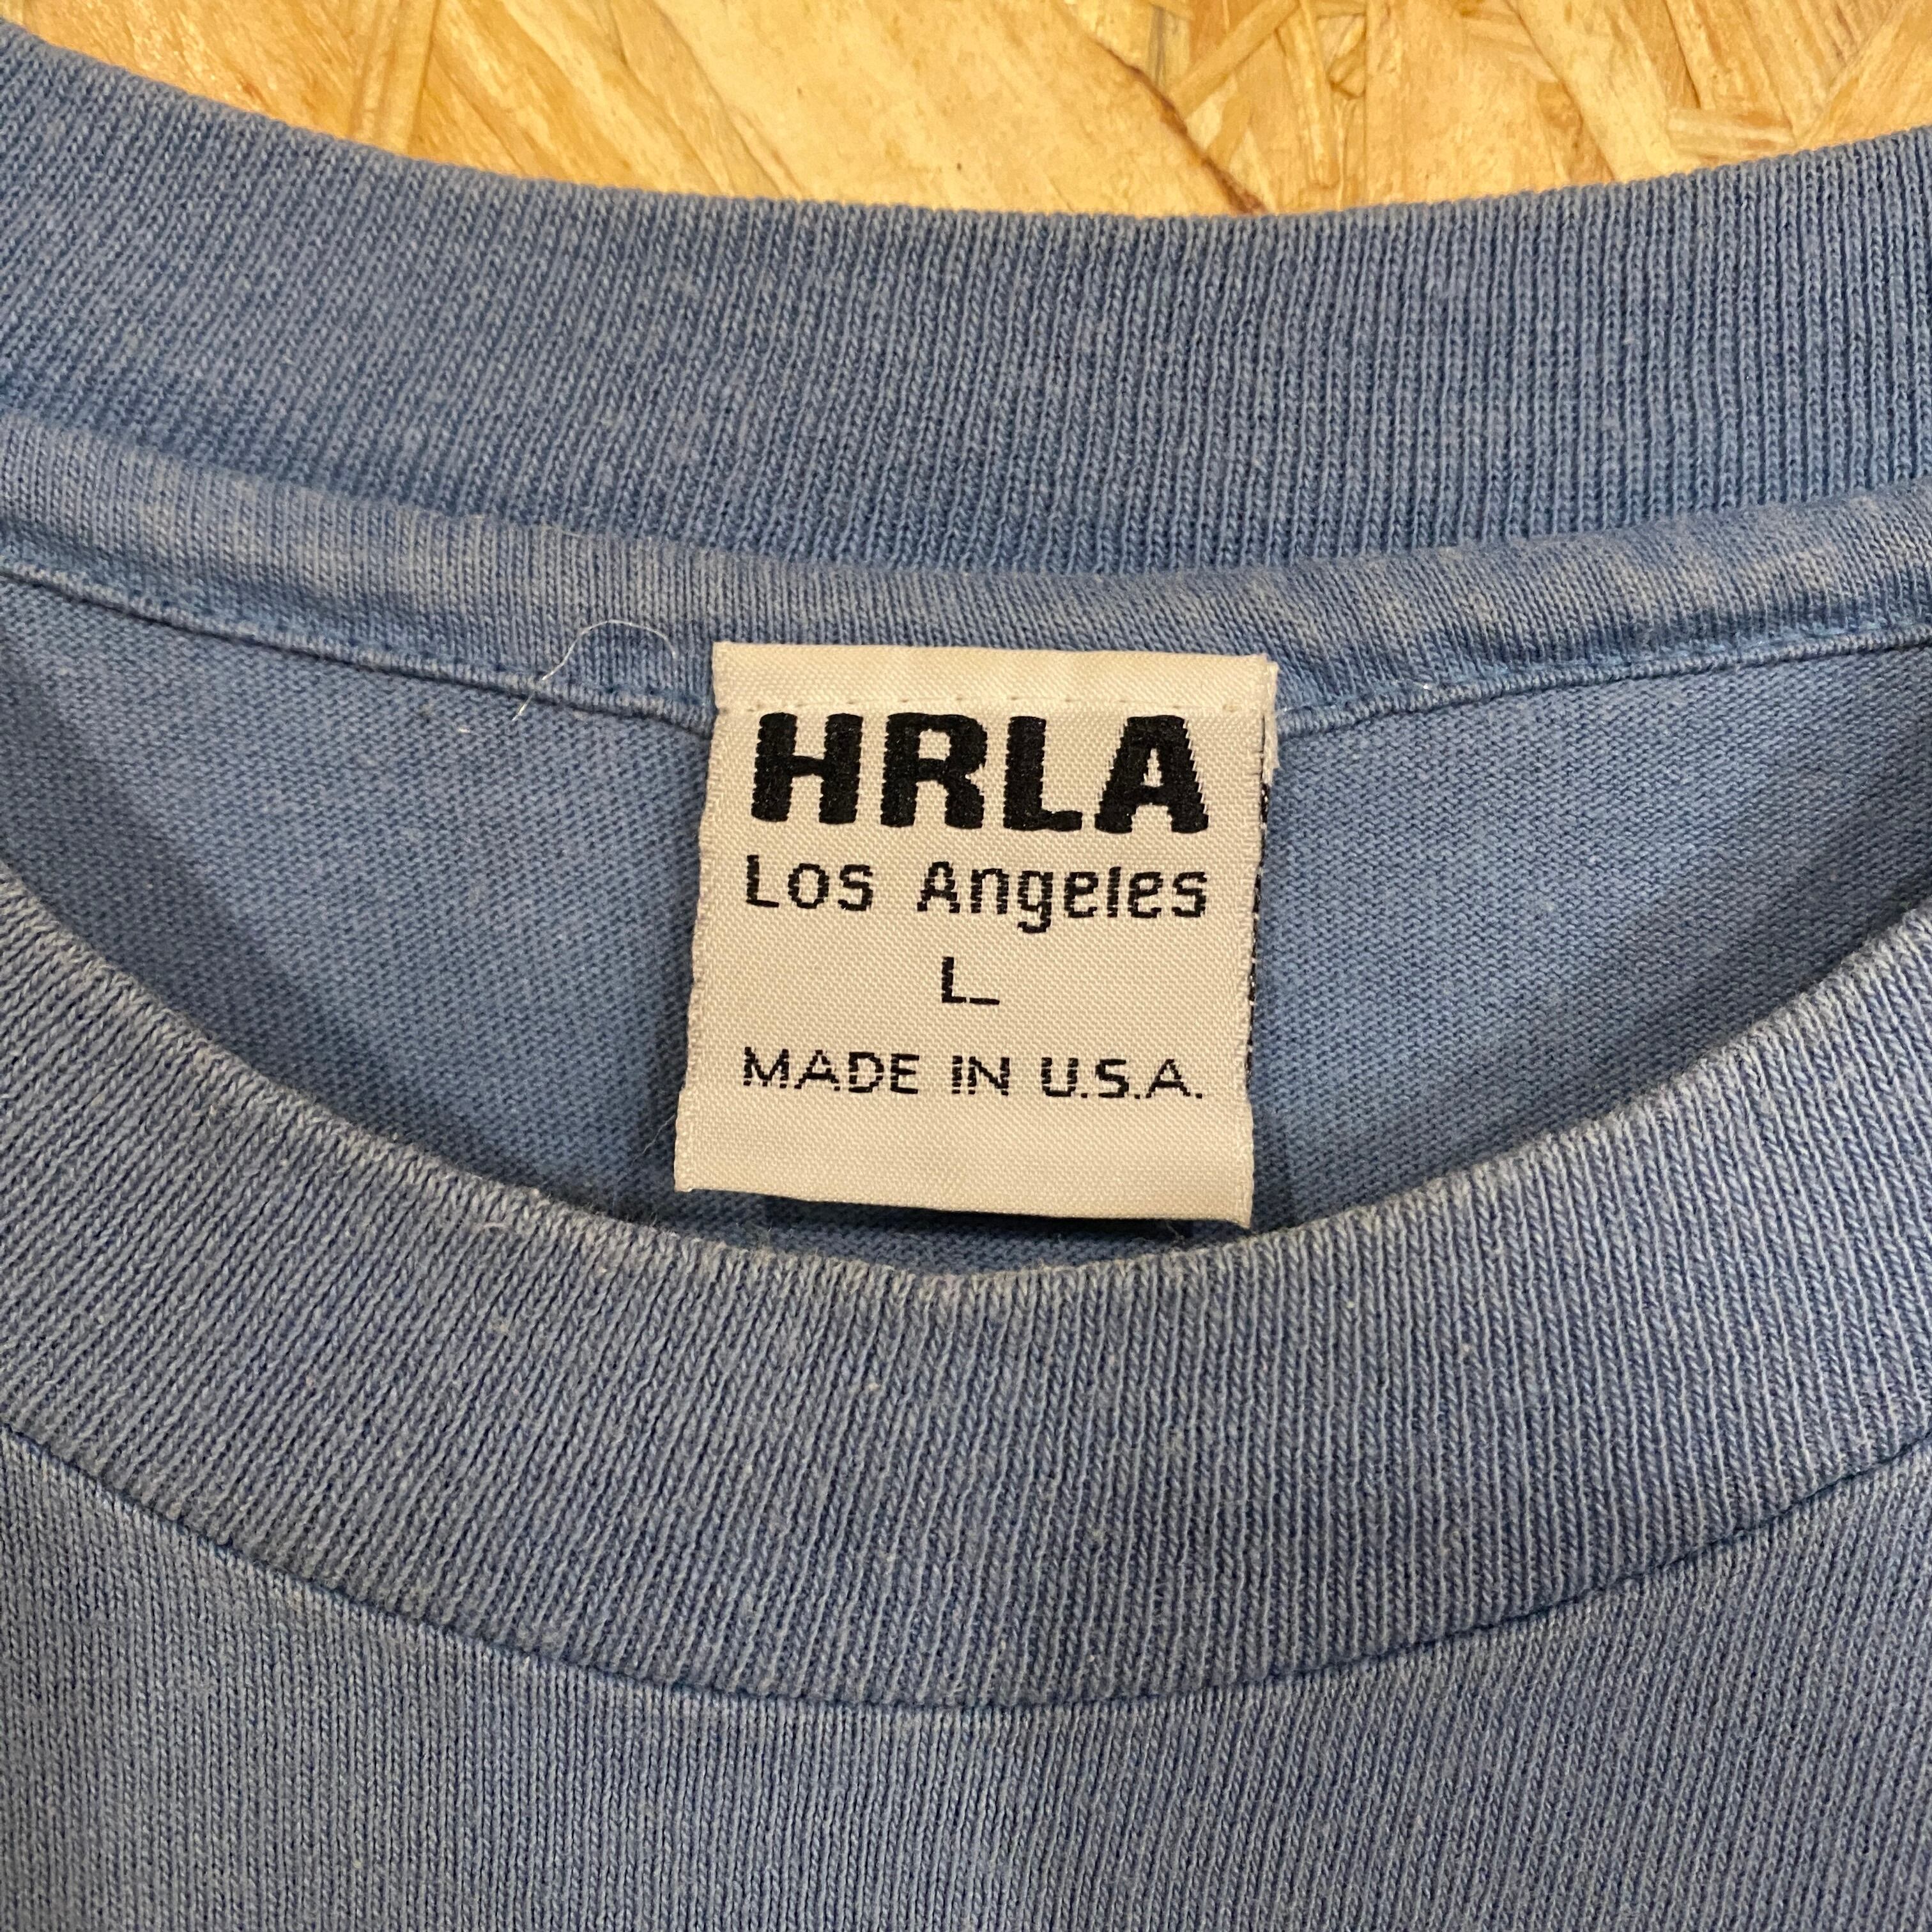 HRLA
Los Angeles
L
MADE IN U.S.A.